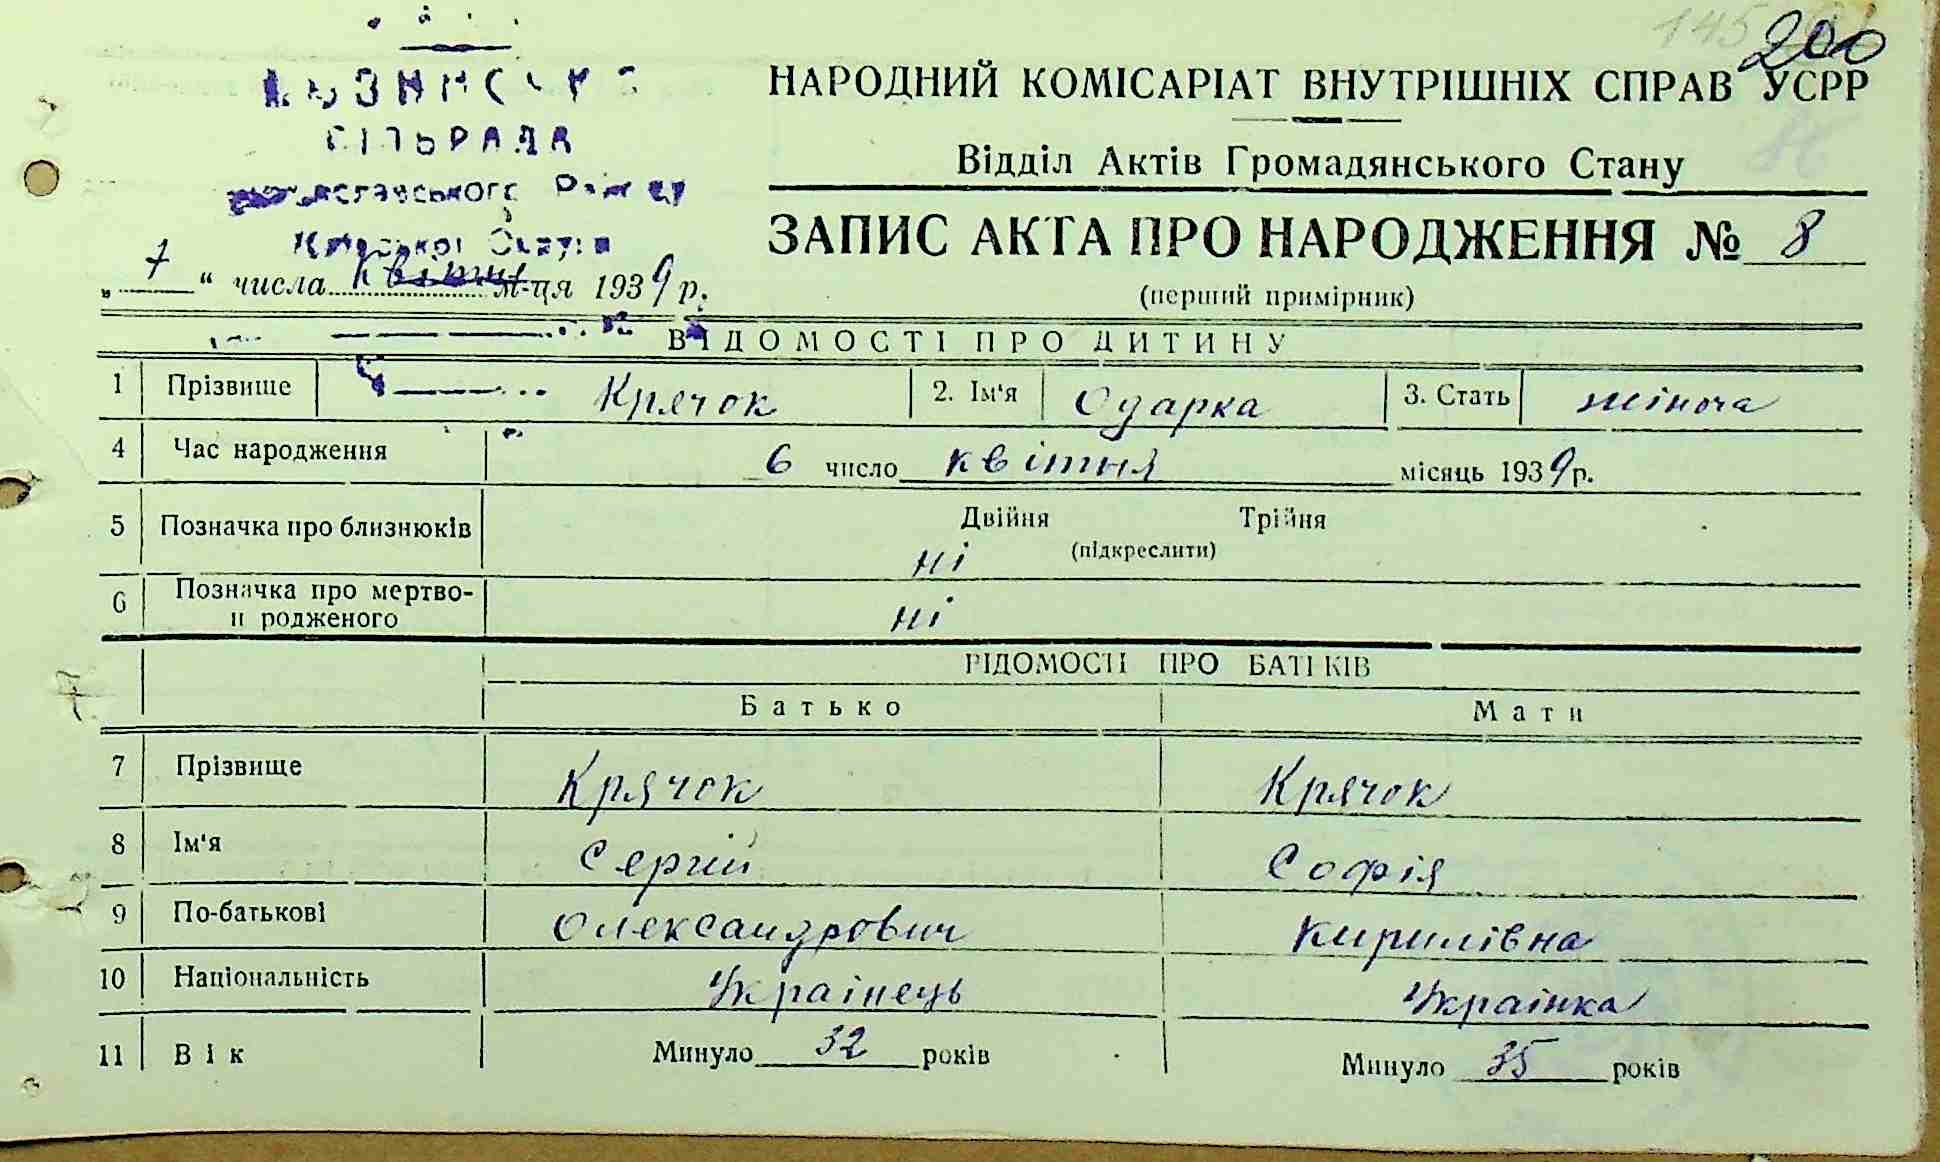 200
145
НАРОДНИЙ КОМІСАРІАТ ВНУТРІШНІХ СПРАВ УСРР
Відділ Актів Громадянського Стану
СІЛЬРАДА
ЗАПИС АКТА ПРО НАРОДЖЕННЯ № 8
(перший примірник)
„ 7 “ числа квітня м-ця 1939 р.
ВІДОМОСТІ ПРО ДИТИНУ
1 Прізвище Крячок 2. Ім'я Одарка 3. Стать жіноча
4 Час народження 6 число квітня місяць 1939 р.
5 Позначка про близнюків Двійня Трійня
ні (підкреслити)
6 Позначка про мертво-
народженого ні
ВІДОМОСТІ ПРО БАТЬКІВ
Батько Мати
7 Прізвище Крячок Крячок
8 Ім'я Сергій Софія
9 По-батькові Олександрович Кирилівна
10 Національність Українець Українка
11 Вік Минуло 32 років Минуло 35 років